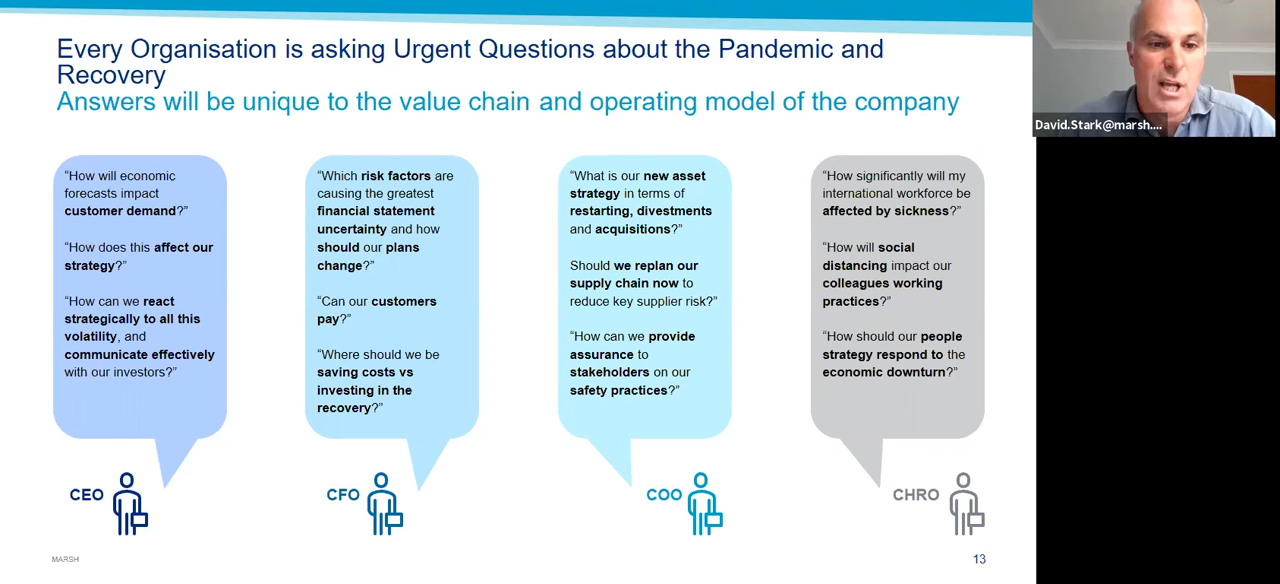 Every Organisation is asking Urgent Questions about the Pandemic and
Recovery
Answers will be unique to the value chain and operating model of the company
David.Stark@marsh....
“How will economic
forecasts impact
customer demand?”
“How does this affect our
strategy?”
“How can we react
strategically to all this
volatility, and
communicate effectively
with our investors?”
CEO
“Which risk factors are
causing the greatest
financial statement
uncertainty and how
should our plans
change?”
“Can our customers
pay?”
“Where should we be
saving costs vs
investing in the
recovery?”
CFO
“What is our new asset
strategy in terms of
restarting, divestments
and acquisitions?”
Should we replan our
supply chain now to
reduce key supplier risk?”
“How can we provide
assurance to
stakeholders on our
safety practices?”
COO
“How significantly will my
international workforce be
affected by sickness?”
“How will social
distancing impact our
colleagues working
practices?”
“How should our people
strategy respond to the
economic downturn?”
CHRO
MARSH
13